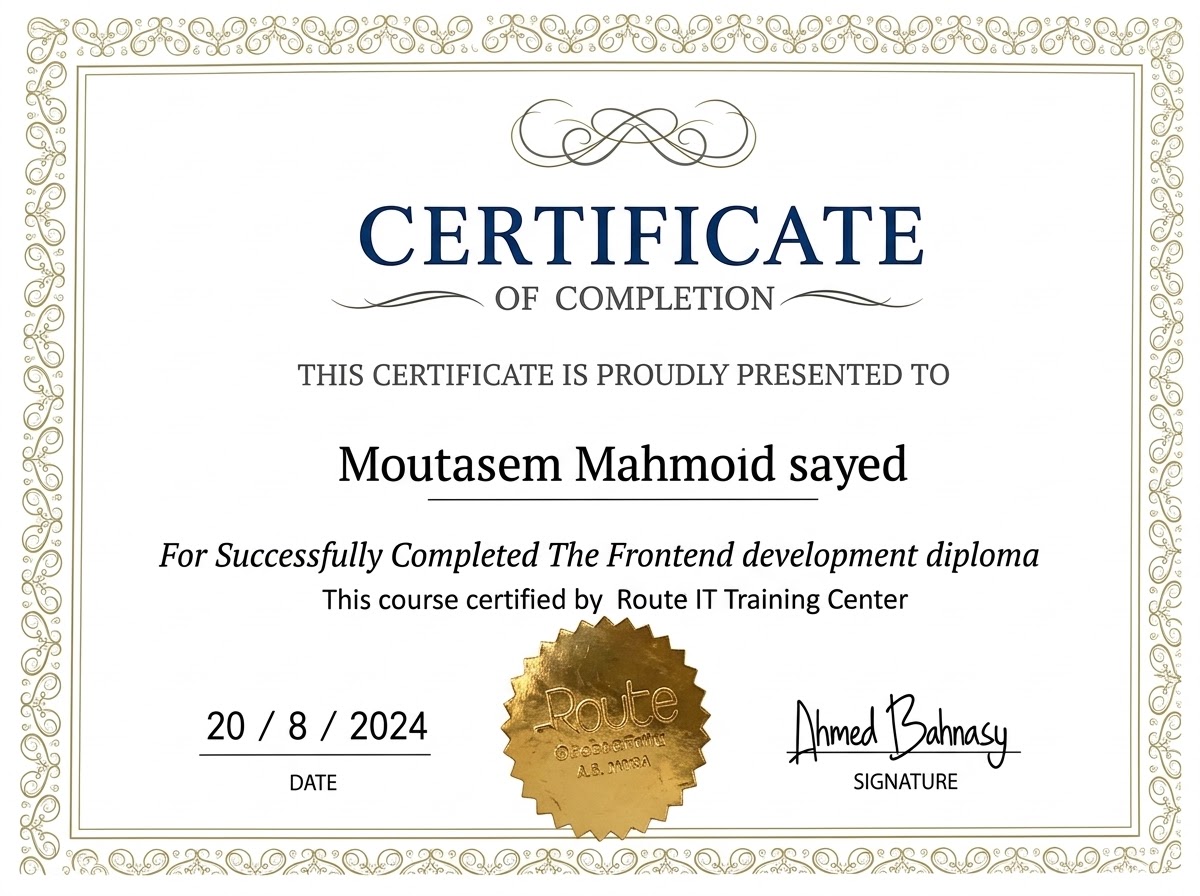 CERTIFICATE
OF COMPLETION
THIS CERTIFICATE IS PROUDLY PRESENTED TO
Moutasem Mahmoid sayed
For Successfully Completed The Frontend development diploma
This course certified by Route IT Training Center
Route
A.B.
20 / 8 / 2024
DATE
Ahmed Bahnasy
SIGNATURE